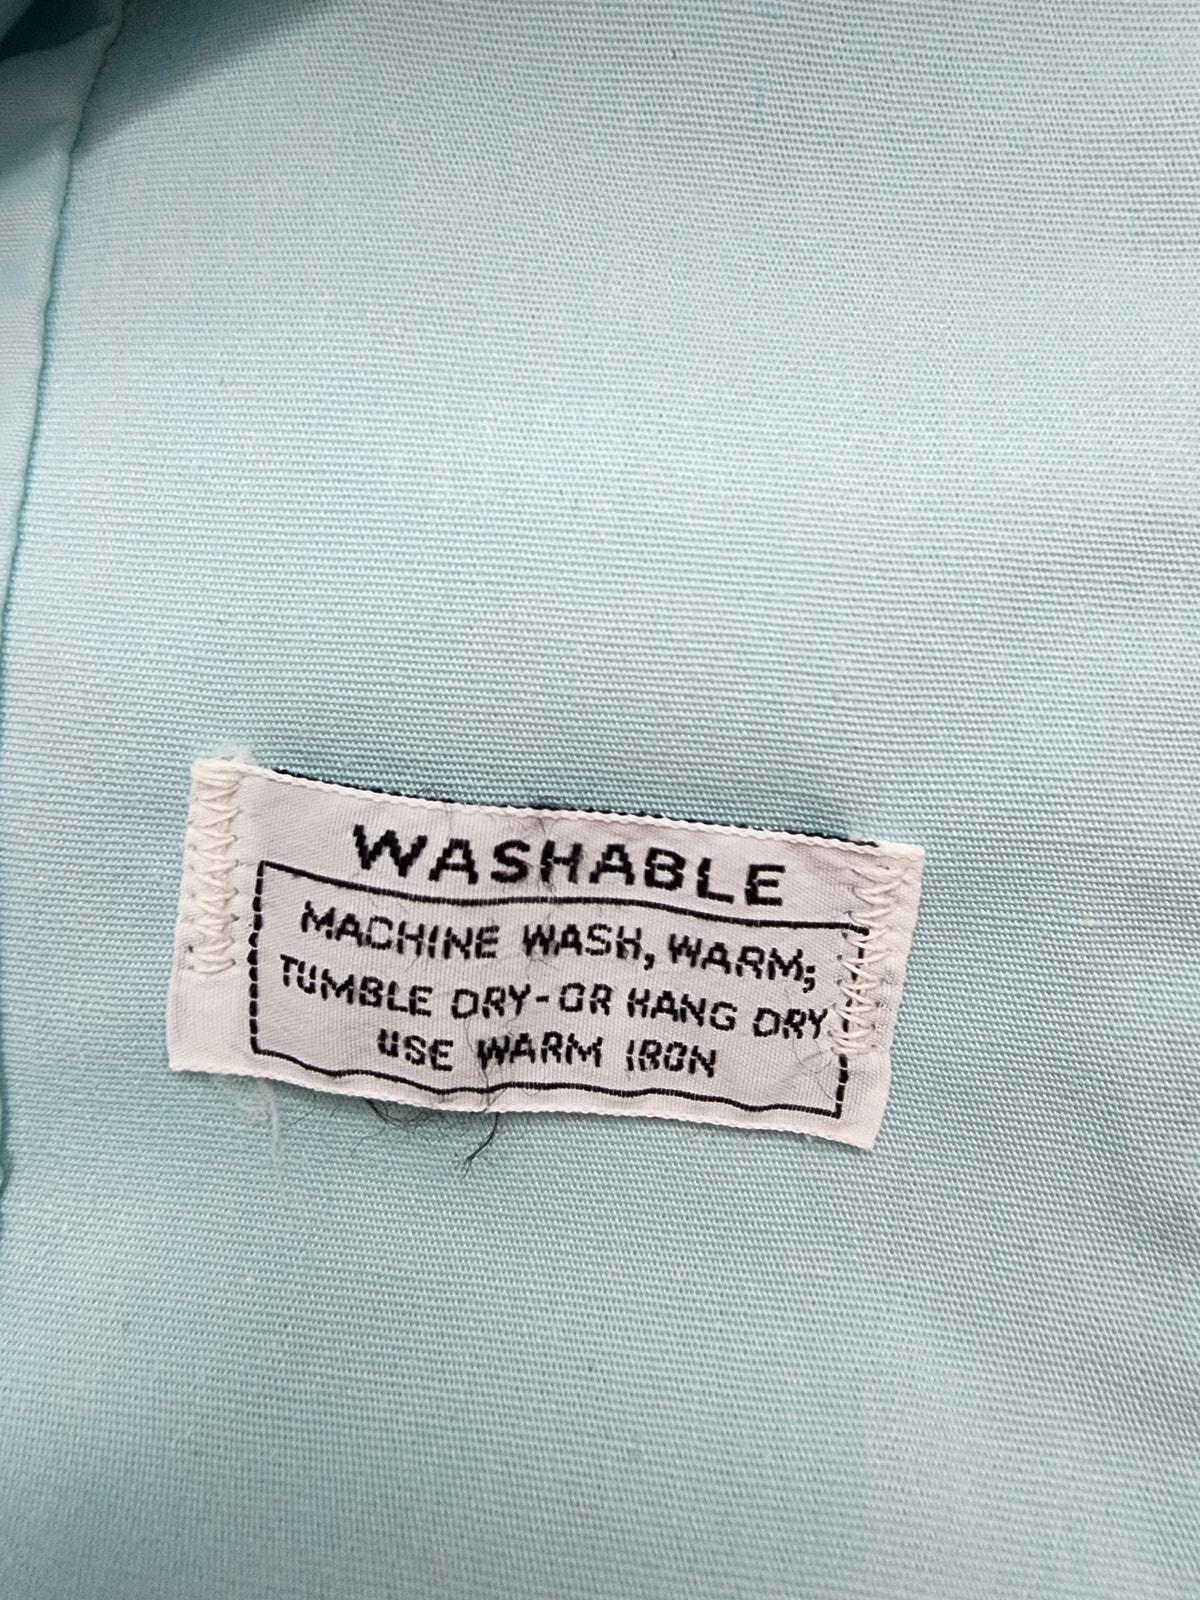 WASHABLE
MACHINE WASH, WARM;
TUMBLE DRY-OR HANG DRY
USE WARM IRON